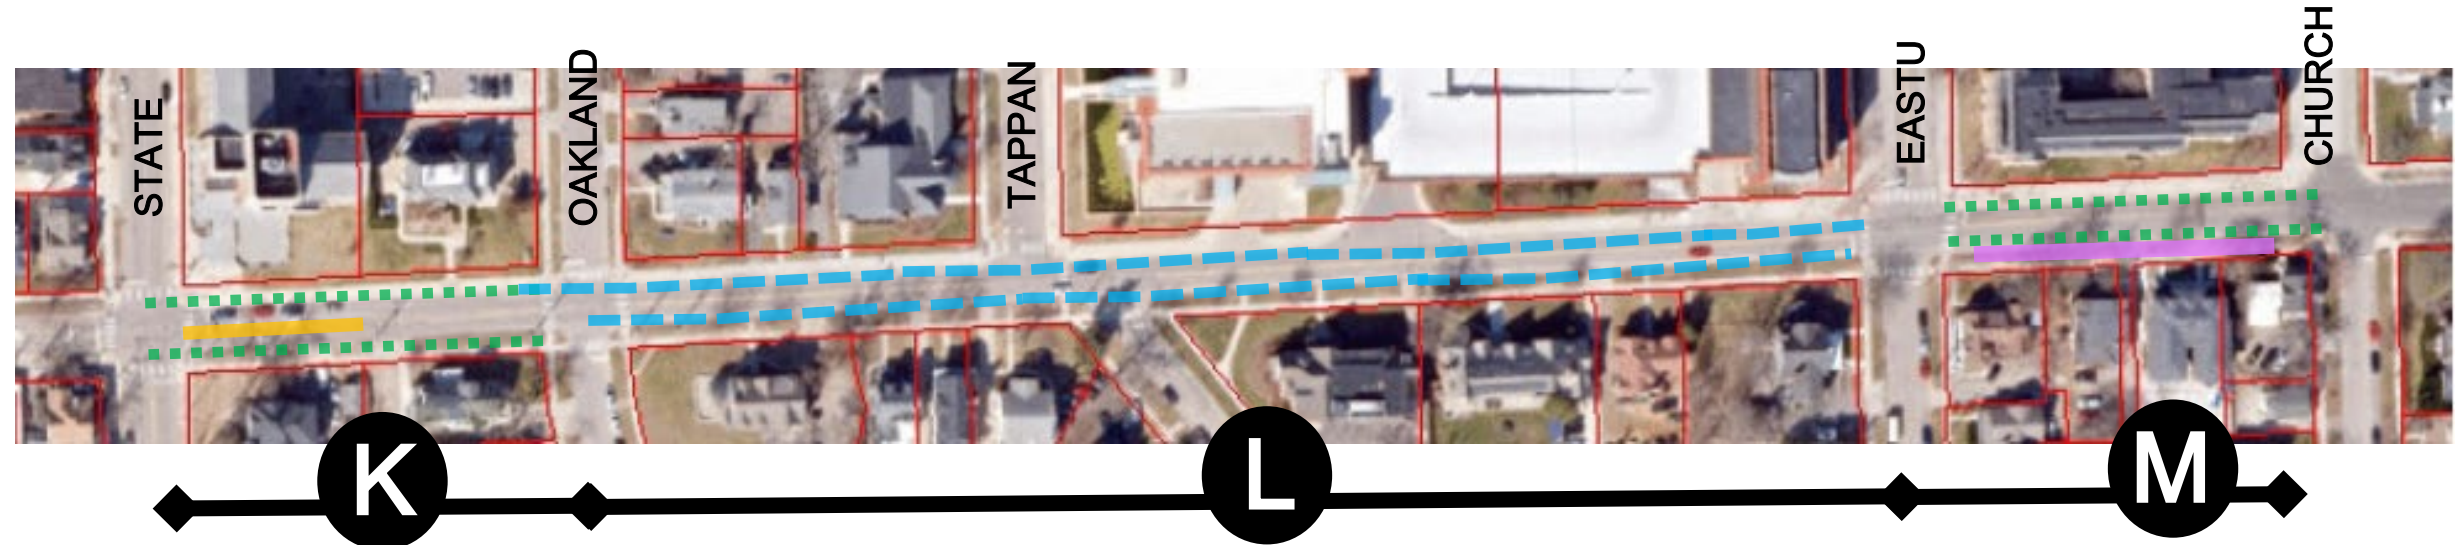 STATE
OAKLAND
TAPPAN
EASTU
CHURCH
K
L
M